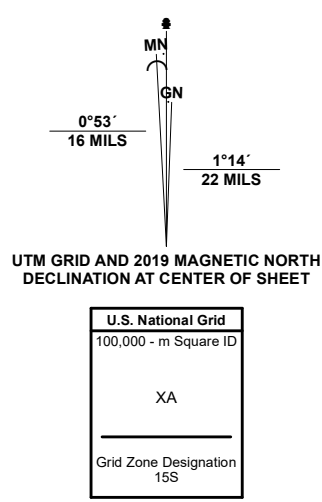 MN
GN
0°53´
16 MILS
1°14´
22 MILS
UTM GRID AND 2019 MAGNETIC NORTH
DECLINATION AT CENTER OF SHEET
U.S. National Grid
100,000 - m Square ID
XA
Grid Zone Designation
15S